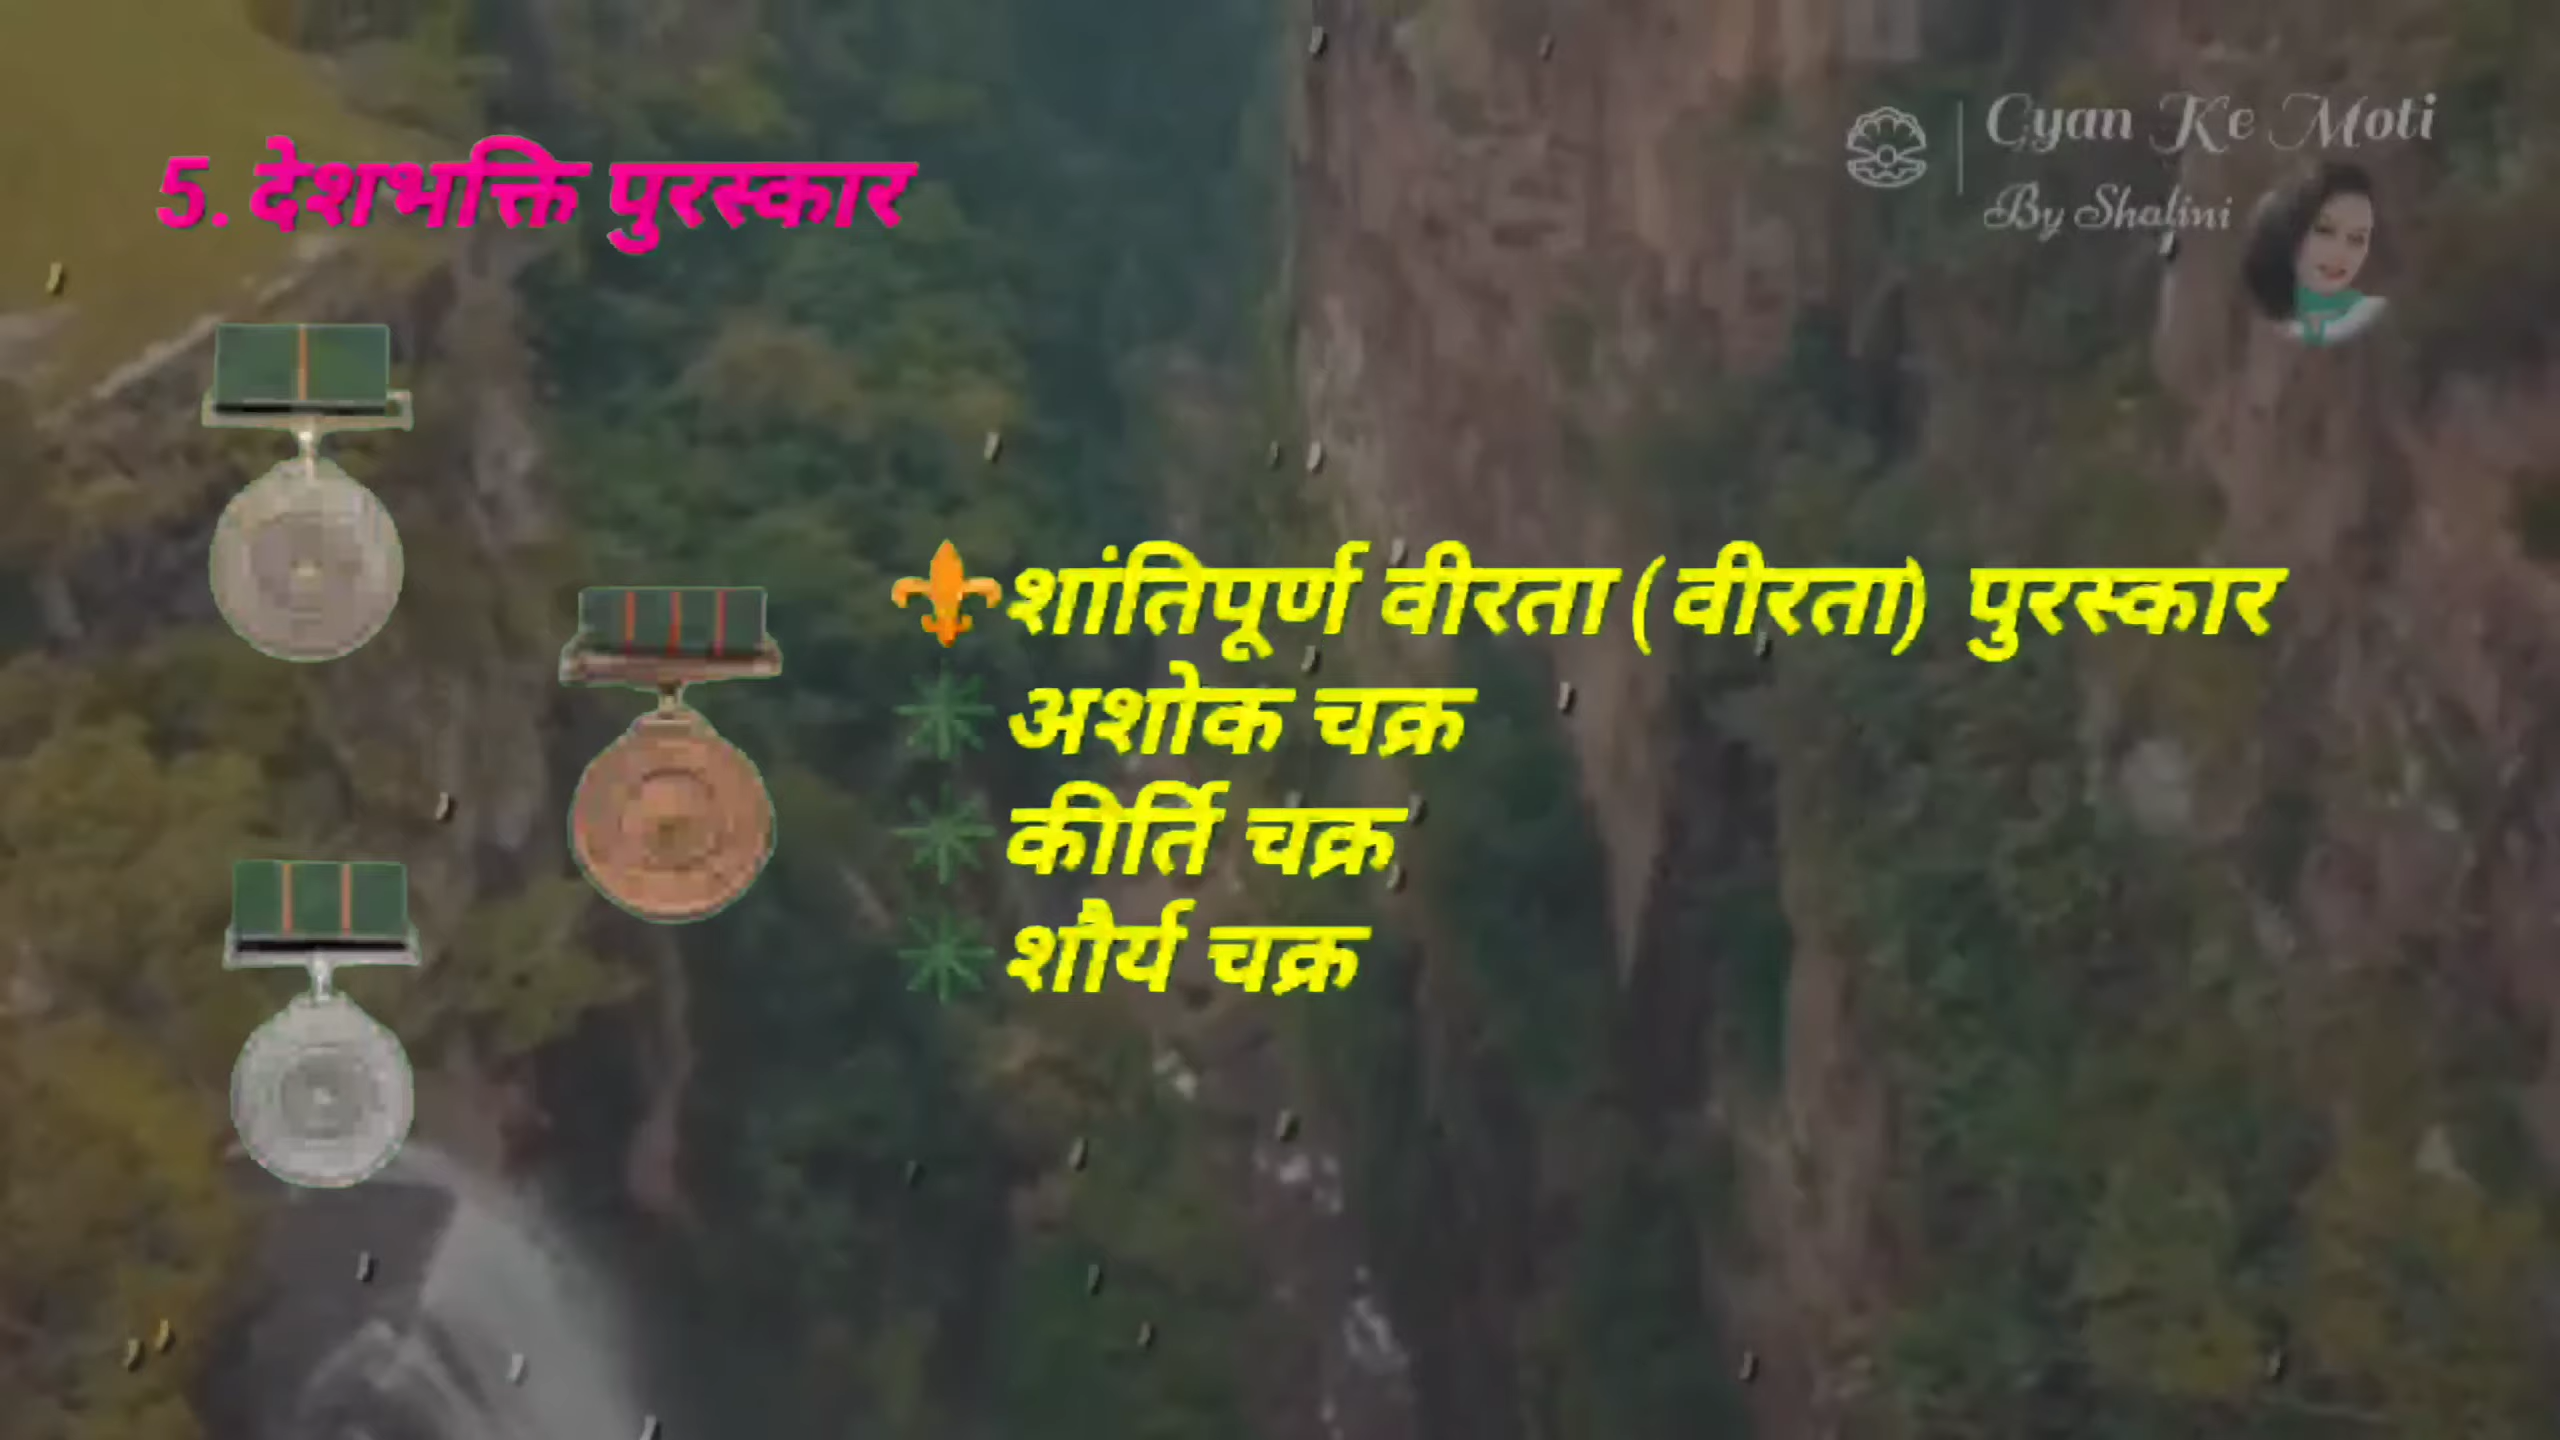 5. देशभक्ति पुरस्कार
Gyan Ke Moti
By Shalini
शांतिपूर्ण वीरता (वीरता) पुरस्कार
अशोक चक्र
कीर्ति चक्र
शौर्य चक्र